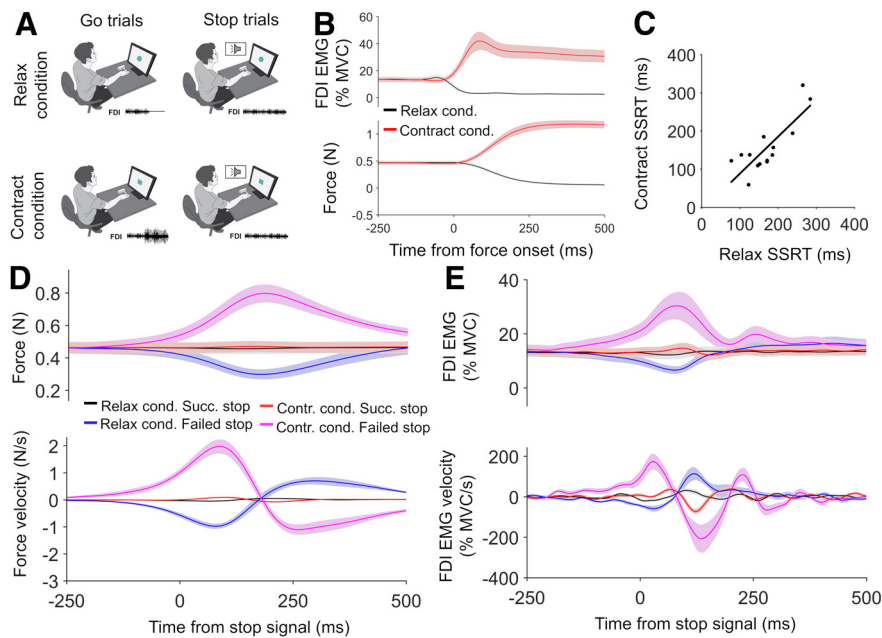 A
Go trials
Stop trials
Relax
condition
FDI
FDI
Contract
condition
FDI
FDI
B
FDI EMG
(% MVC)
60
40
20
0
Relax cond.
Contract cond.
Force (N)
1
0.5
-0.5
-250
0
250
500
Time from force onset (ms)
C
Contract SSRT
(ms)
400
300
200
100
0
0
100
200
300
400
Relax SSRT (ms)
D
Force (N)
0.8
0.6
0.4
0.2
Relax cond. Succ. stop
Contr. cond. Succ. stop
Relax cond. Failed stop
Contr. cond. Failed stop
Force velocity (N/s)
2
1
0
-1
-2
-3
-250
0
250
500
Time from stop signal (ms)
E
FDI EMG
(% MVC)
40
20
0
FDI EMG velocity
(% MVC/s)
200
0
-200
-400
-250
0
250
500
Time from stop signal (ms)